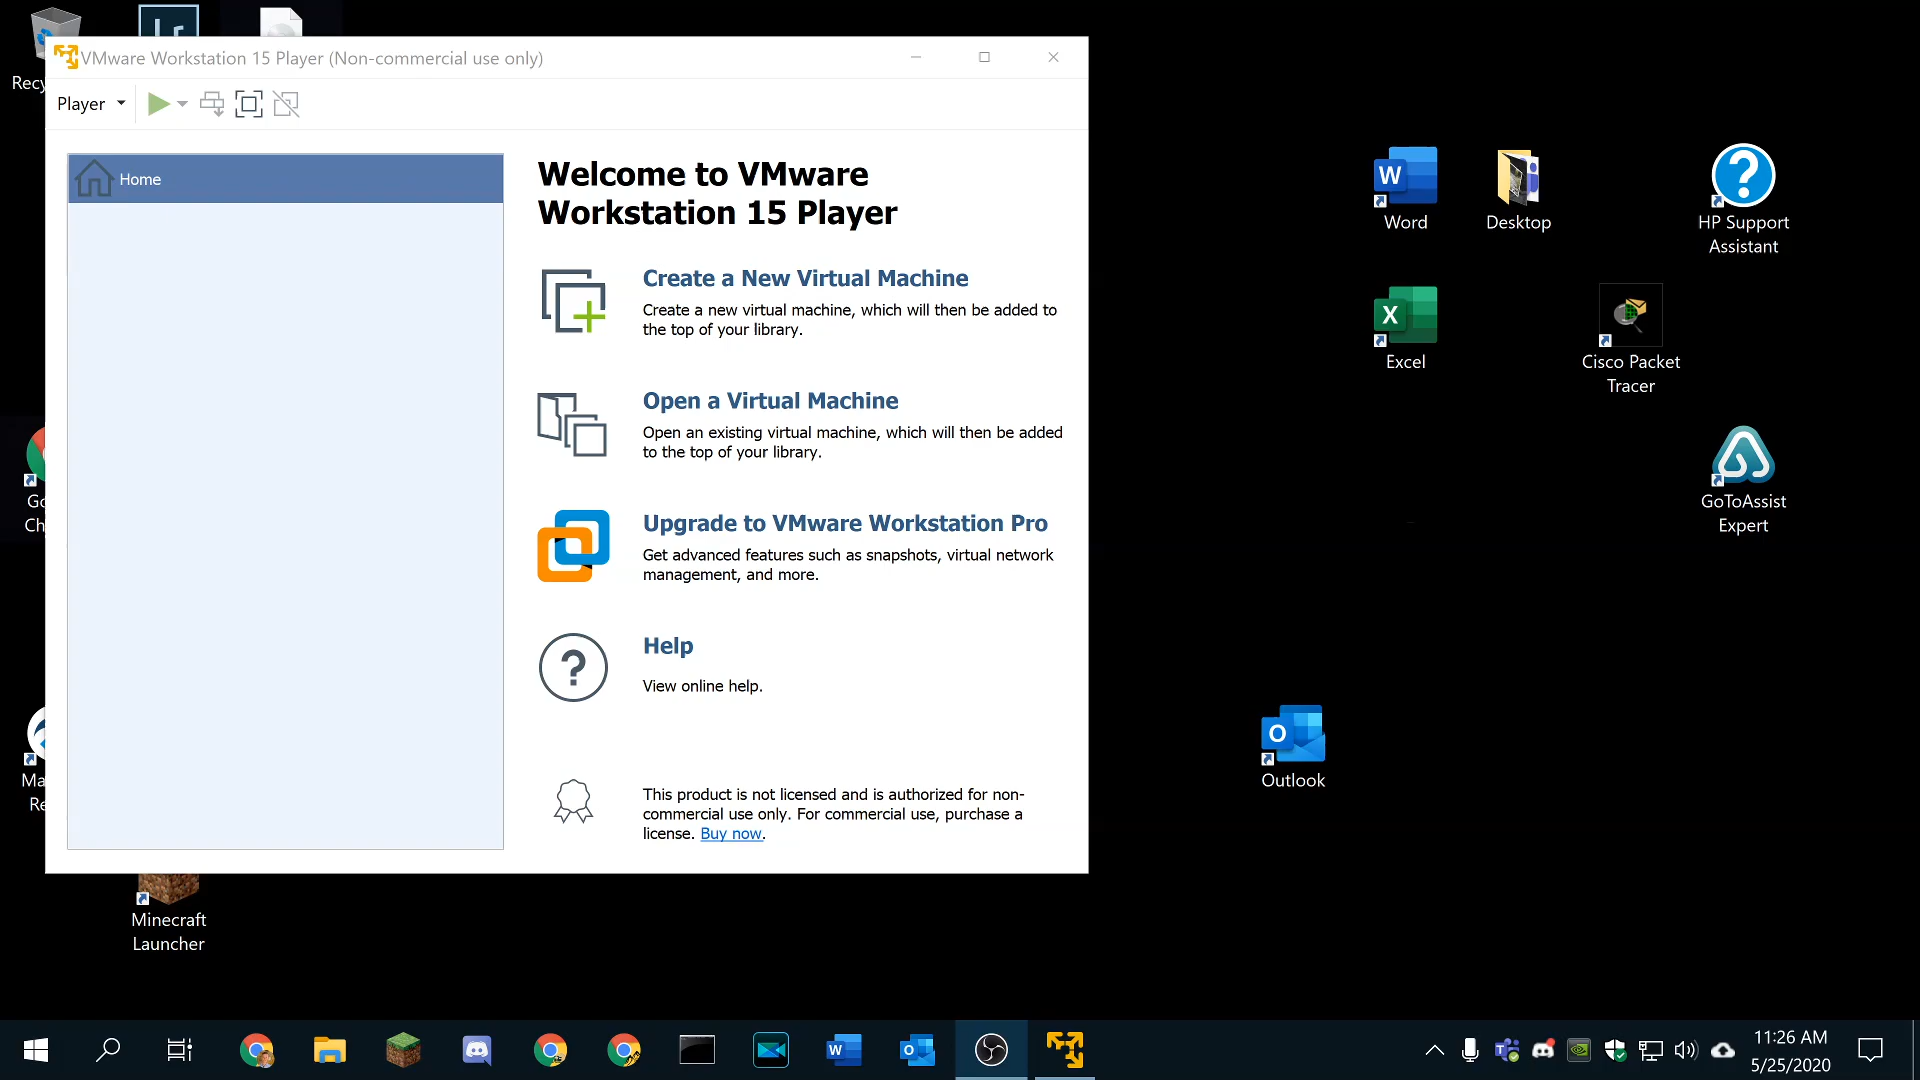 VMware Workstation 15 Player (Non-commercial use only)
Player
Home
Welcome to VMware
Workstation 15 Player
Create a New Virtual Machine
Create a new virtual machine, which will then be added to
the top of your library.
Open a Virtual Machine
Open an existing virtual machine, which will then be added
to the top of your library.
Upgrade to VMware Workstation Pro
Get advanced features such as snapshots, virtual network
management, and more.
Help
View online help.
This product is not licensed and is authorized for non-
commercial use only. For commercial use, purchase a
license. Buy now.
Recy
Go
Ch
Ma
Re
Minecraft
Launcher
Word
Desktop
HP Support
Assistant
Excel
Cisco Packet
Tracer
GoToAssist
Expert
Outlook
11:26 AM
5/25/2020